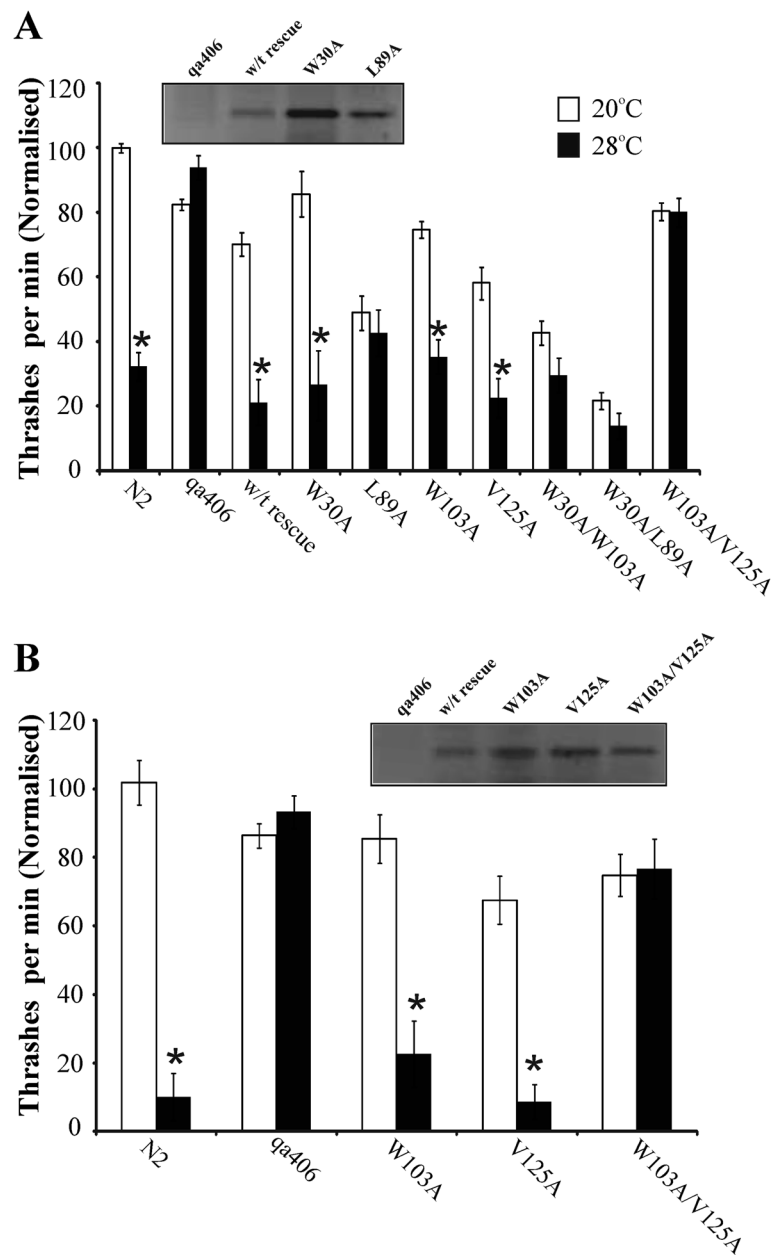 A
qa406
w/t rescue
W30A
L89A
Thrashes per min (Normalised)
120
100
80
60
40
20
0
20°C
28°C
*
*
*
*
*
N2
qa406
w/t rescue
W30A
L89A
W103A
V125A
W30A/W103A
W30A/L89A
W103A/V125A
B
qa406
w/t rescue
W103A
V125A
W103A/V125A
Thrashes per min (Normalised)
120
100
80
60
40
20
0
*
*
*
N2
qa406
W103A
V125A
W103A/V125A